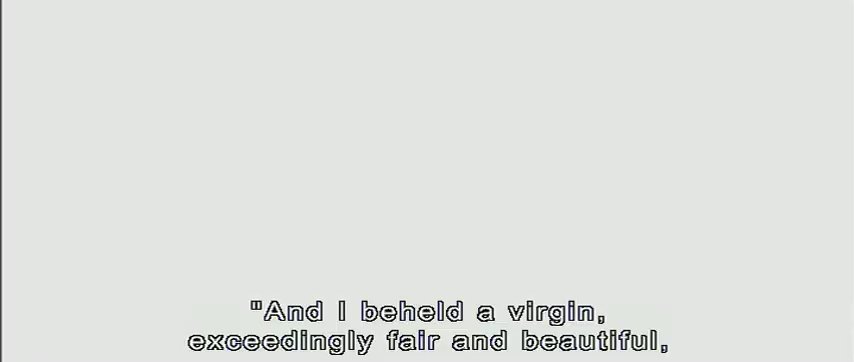 "And I beheld a virgin,
exceedingly fair and beautiful,